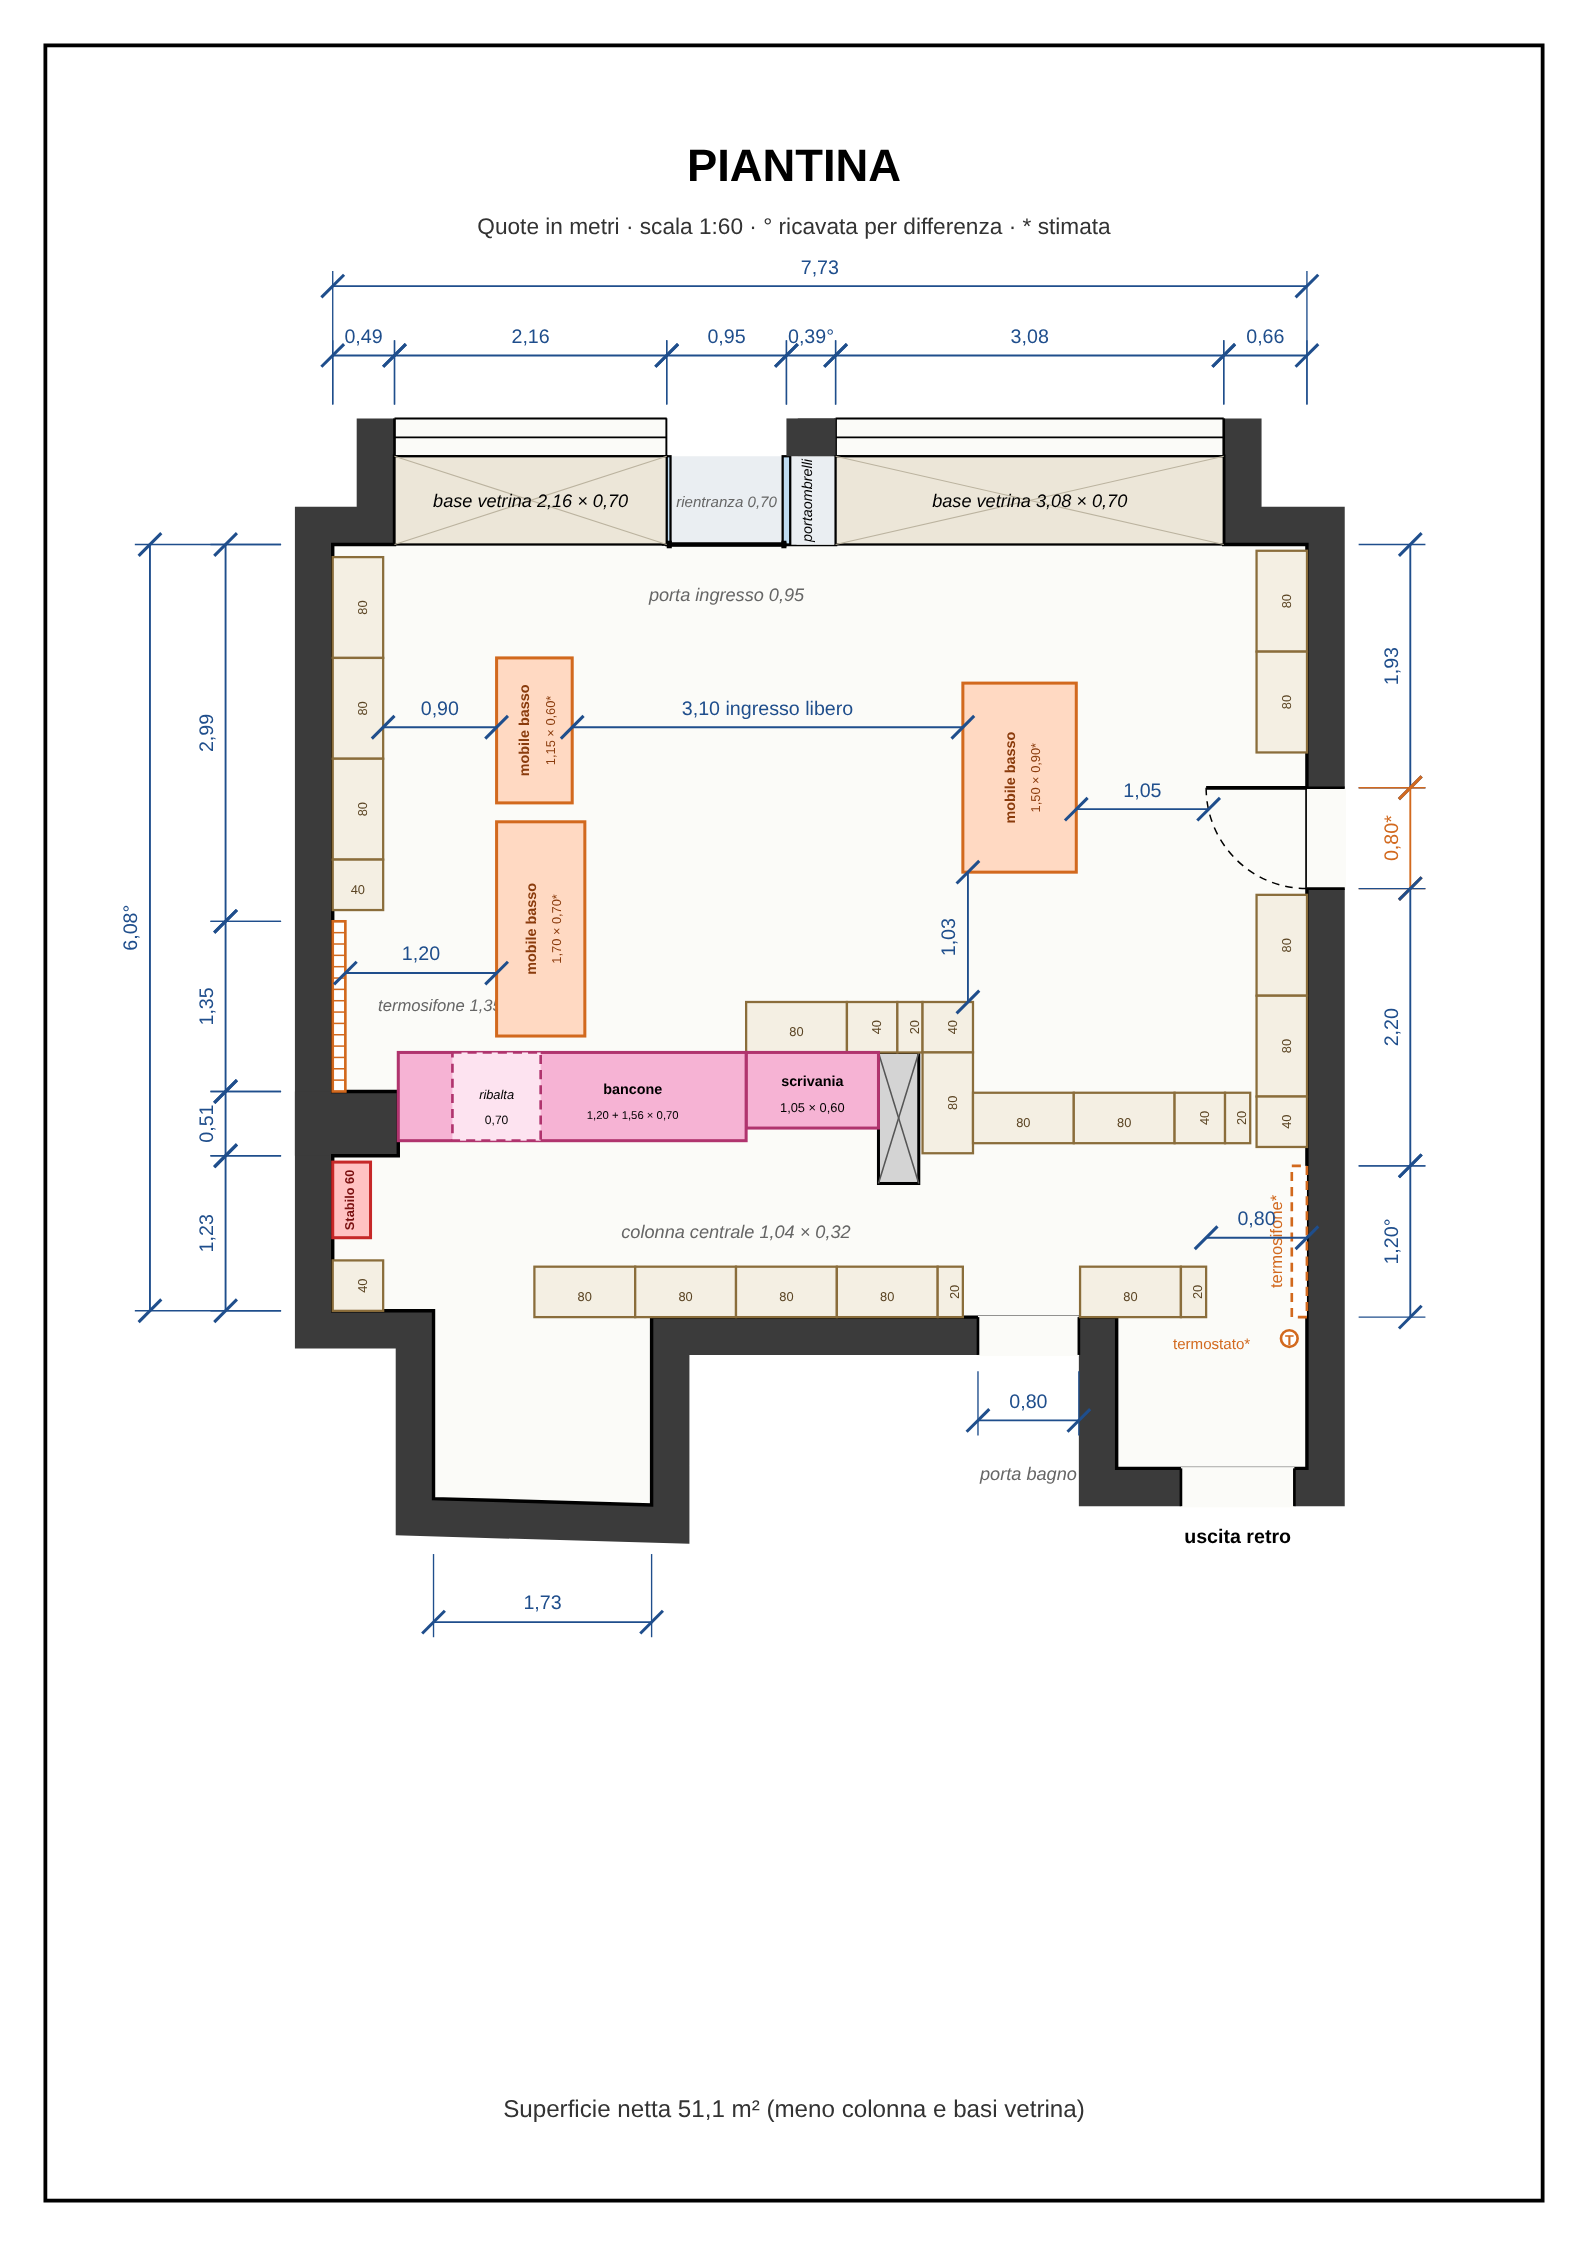 PIANTINA
Quote in metri · scala 1:60 · ° ricavata per differenza · * stimata
7,73
0,49
2,16
0,95
0,39°
3,08
0,66
base vetrina 2,16 × 0,70
rientranza 0,70
portaombrelli
base vetrina 3,08 × 0,70
porta ingresso 0,95
80
80
80
40
80
80
6,08°
2,99
1,35
0,51
1,23
1,93
0,80*
2,20
1,20°
0,90
3,10 ingresso libero
mobile basso
1,15 × 0,60*
mobile basso
1,50 × 0,90*
1,05
mobile basso
1,70 × 0,70*
1,03
1,20
termosifone 1,35
80
40
20
40
80
80
80
40
20
80
80
40
ribalta
0,70
bancone
1,20 + 1,56 × 0,70
scrivania
1,05 × 0,60
Stabilo 60
40
colonna centrale 1,04 × 0,32
0,80
termosifone*
80
80
80
80
20
80
20
termostato*
T
0,80
porta bagno
uscita retro
1,73
Superficie netta 51,1 m² (meno colonna e basi vetrina)